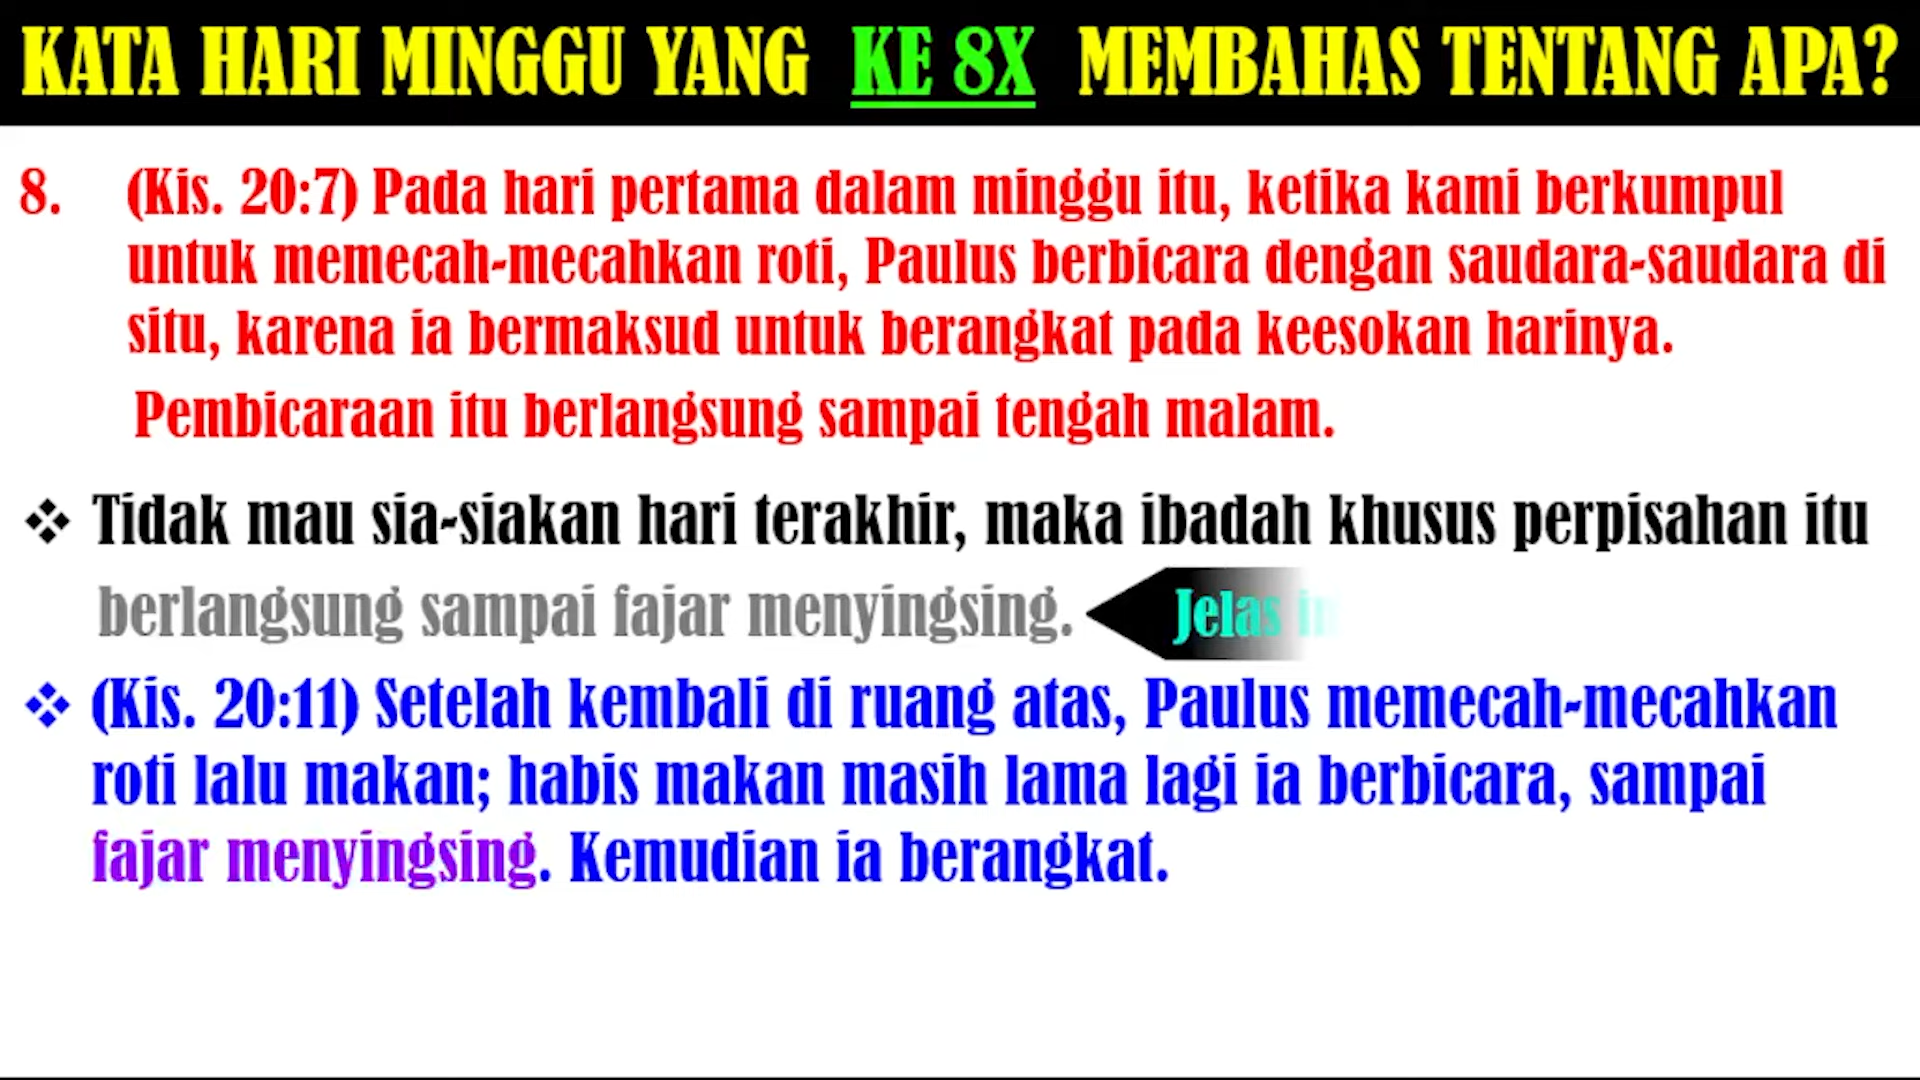 KATA HARI MINGGU YANG KE 8X MEMBAHAS TENTANG APA?
8. (Kis. 20:7) Pada hari pertama dalam minggu itu, ketika kami berkumpul
untuk memecah-mecahkan roti, Paulus berbicara dengan saudara-saudara di
situ, karena ia bermaksud untuk berangkat pada keesokan harinya.
Pembicaraan itu berlangsung sampai tengah malam.
❖ Tidak mau sia-siakan hari terakhir, maka ibadah khusus perpisahan itu
berlangsung sampai fajar menyingsing. Jelas
❖ (Kis. 20:11) Setelah kembali di ruang atas, Paulus memecah-mecahkan
roti lalu makan; habis makan masih lama lagi ia berbicara, sampai
fajar menyingsing. Kemudian ia berangkat.